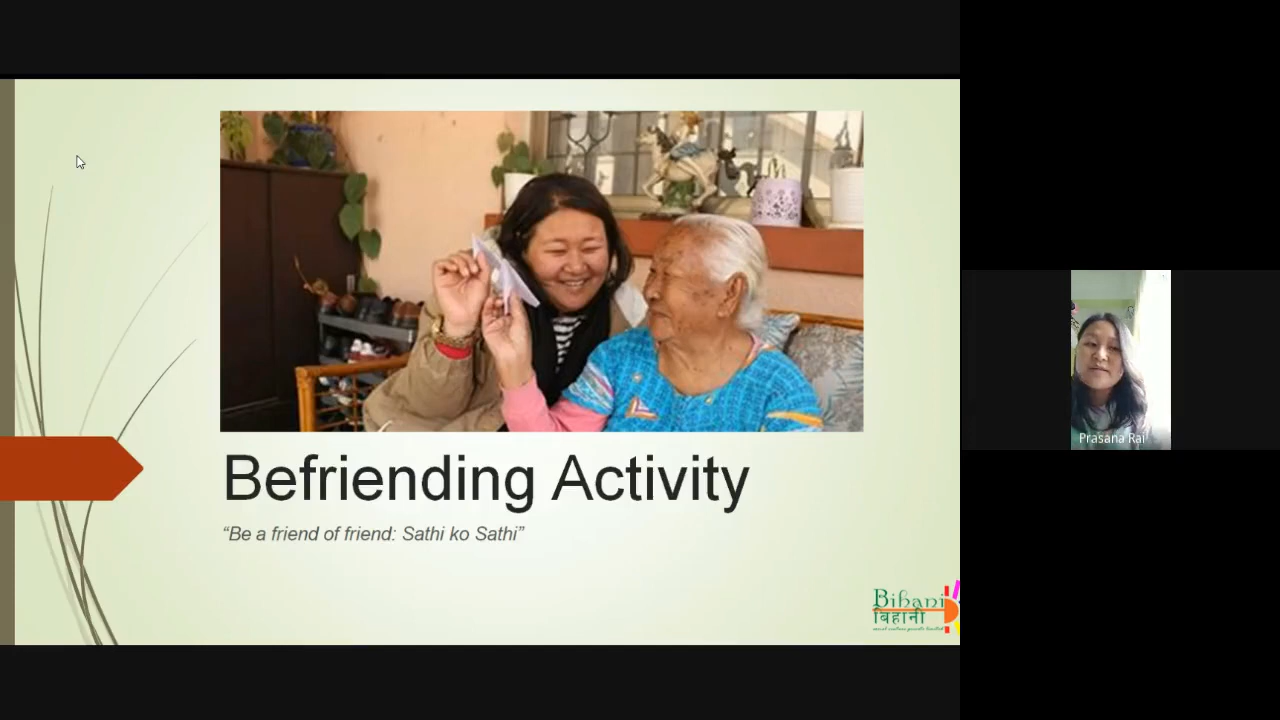 Befriending Activity
“Be a friend of friend: Sathi ko Sathi”
Bihani
बिहानी
Prasana Rai